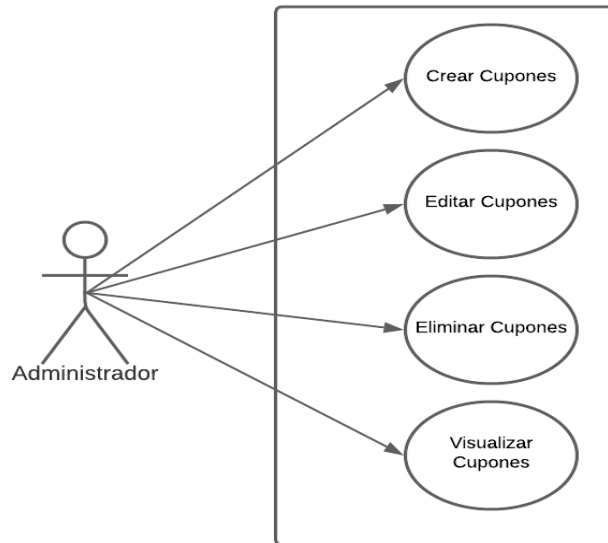 Crear Cupones
Editar Cupones
Eliminar Cupones
Administrador
Visualizar
Cupones